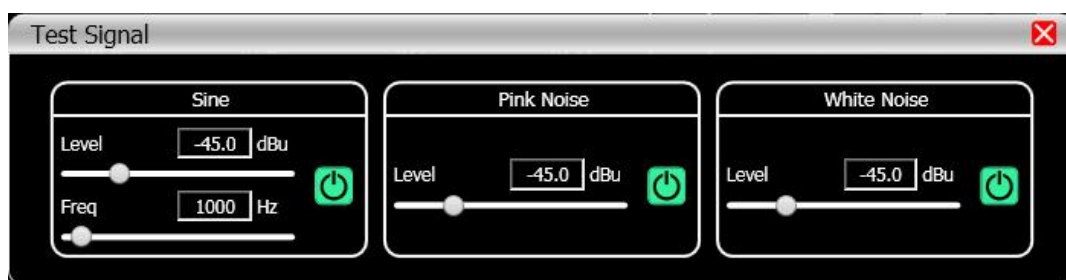 Test Signal
Sine
Level -45.0 dBu
Freq 1000 Hz
Pink Noise
Level -45.0 dBu
White Noise
Level -45.0 dBu